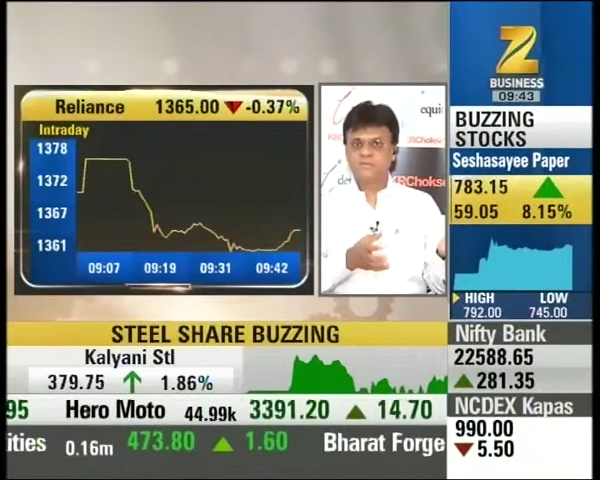 Reliance 1365.00 -0.37%
Intraday
1378
1372
1367
1361
09:07 09:19 09:31 09:42
equi
KRChoks
der KRChokse
Z
BUSINESS
09:43
BUZZING
STOCKS
Seshasayee Paper
783.15
59.05 8.15%
HIGH LOW
792.00 745.00
STEEL SHARE BUZZING
Kalyani Stl
379.75 1.86%
Nifty Bank
22588.65
281.35
NCDEX Kapas
990.00
5.50
95 Hero Moto 44.99k 3391.20 14.70
ities 0.16m 473.80 1.60 Bharat Forge